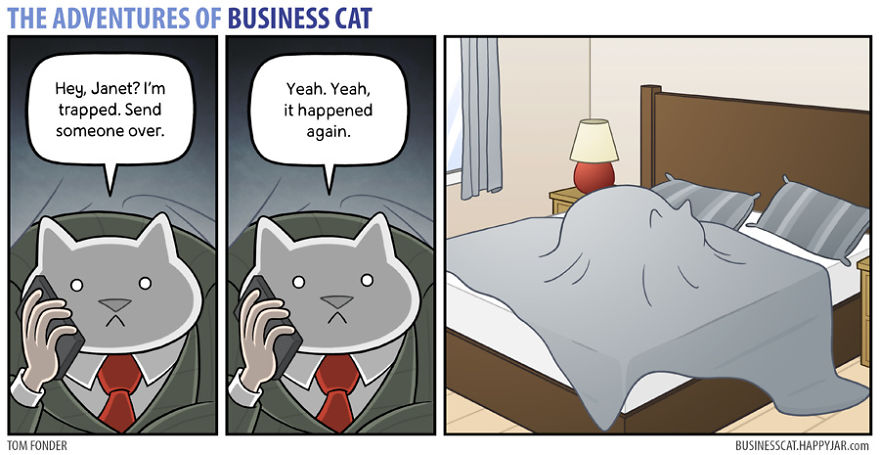 THE ADVENTURES OF BUSINESS CAT
Hey, Janet? I'm
trapped. Send
someone over.
Yeah. Yeah,
it happened
again.
TOM FONDER
BUSINESSCAT.HAPPYJAR.com